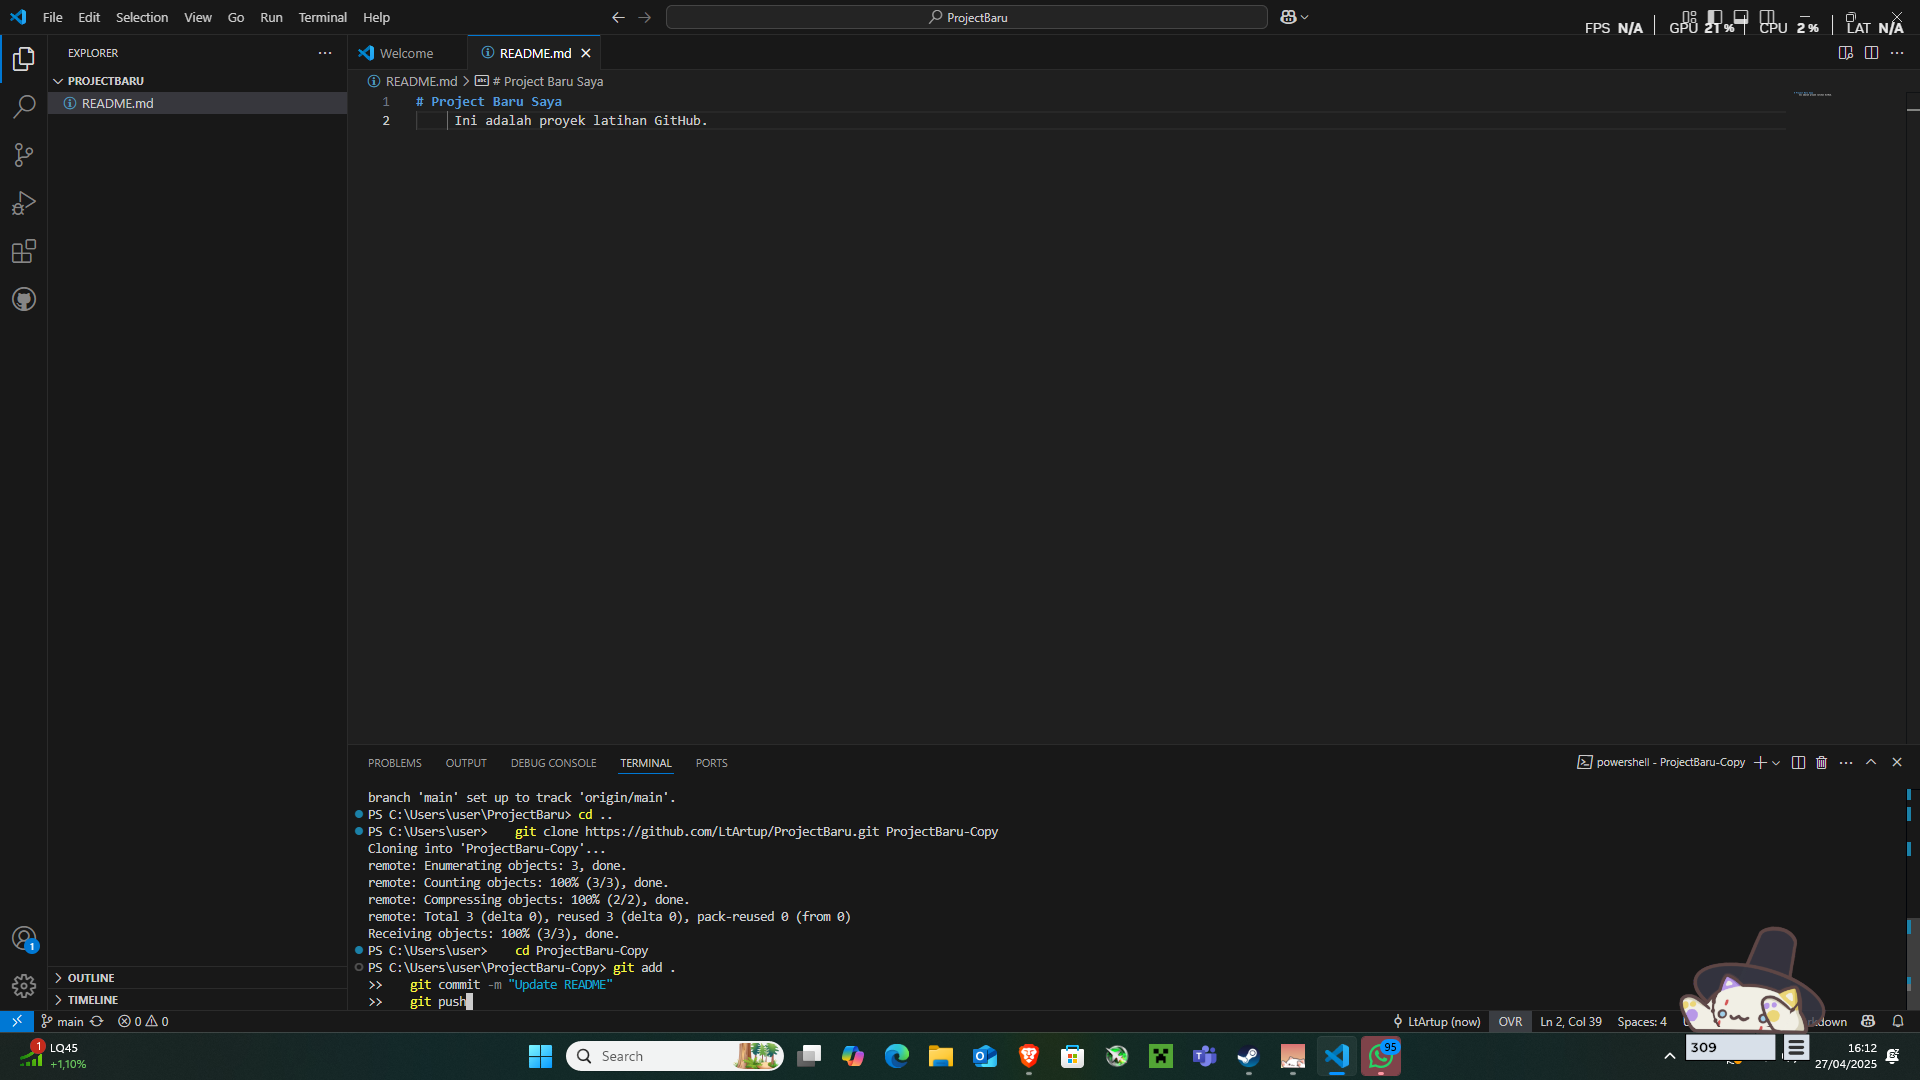 File Edit Selection View Go Run Terminal Help
ProjectBaru
FPS N/A GPU 21 % CPU 2 % LAT N/A
EXPLORER
Welcome
README.md
PROJECTBARU
README.md
README.md > # Project Baru Saya
1 # Project Baru Saya
2 Ini adalah proyek latihan GitHub.
PROBLEMS OUTPUT DEBUG CONSOLE TERMINAL PORTS
powershell - ProjectBaru-Copy
branch 'main' set up to track 'origin/main'.
PS C:\Users\user\ProjectBaru> cd ..
PS C:\Users\user> git clone https://github.com/LtArtup/ProjectBaru.git ProjectBaru-Copy
Cloning into 'ProjectBaru-Copy'...
remote: Enumerating objects: 3, done.
remote: Counting objects: 100% (3/3), done.
remote: Compressing objects: 100% (2/2), done.
remote: Total 3 (delta 0), reused 3 (delta 0), pack-reused 0 (from 0)
Receiving objects: 100% (3/3), done.
PS C:\Users\user> cd ProjectBaru-Copy
PS C:\Users\user\ProjectBaru-Copy> git add .
>> git commit -m "Update README"
>> git push
1
OUTLINE
TIMELINE
main
0 0
LtArtup (now)
OVR
Ln 2, Col 39
Spaces: 4
309
1
LQ45
+1,10%
Search
95
16:12
27/04/2025